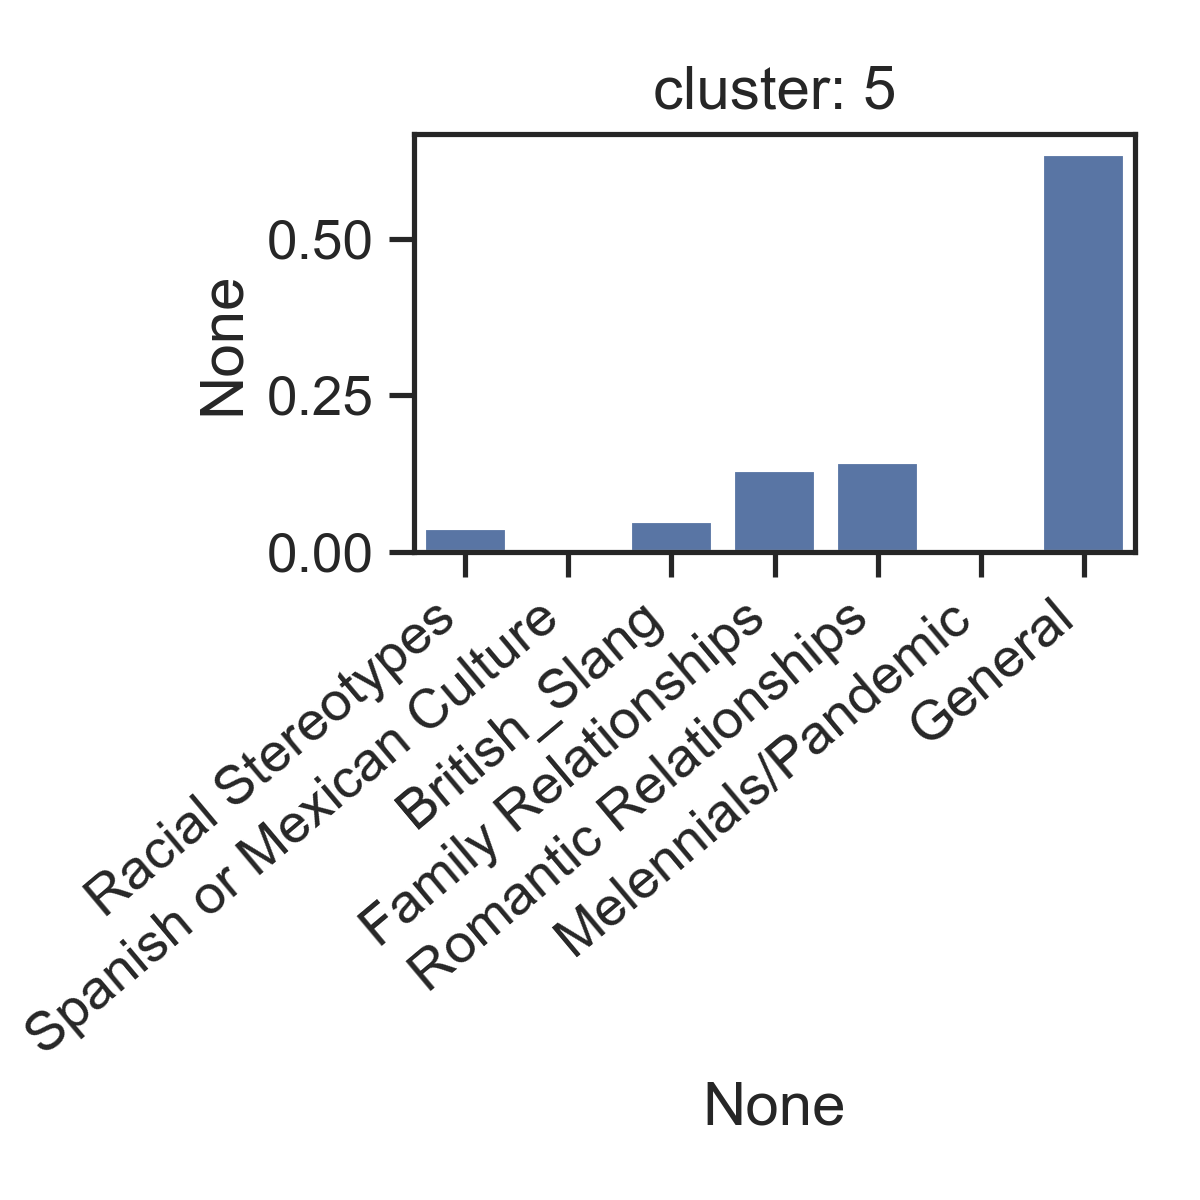 cluster: 5
None
0.50
0.25
0.00
Racial Stereotypes
Spanish or Mexican Culture
British_Slang
Family Relationships
Romantic Relationships
Melennials/Pandemic
General
None